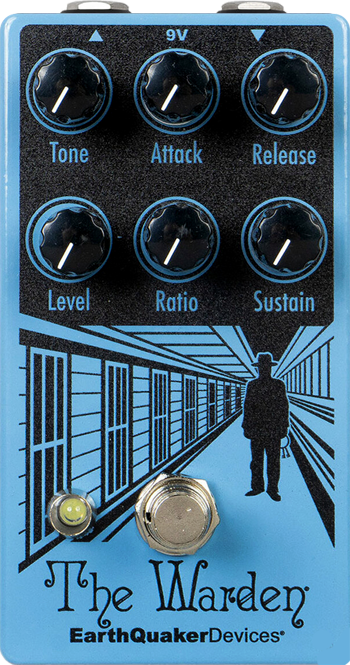 9V
Tone Attack Release
Level Ratio Sustain
The Warden
EarthQuakerDevices®